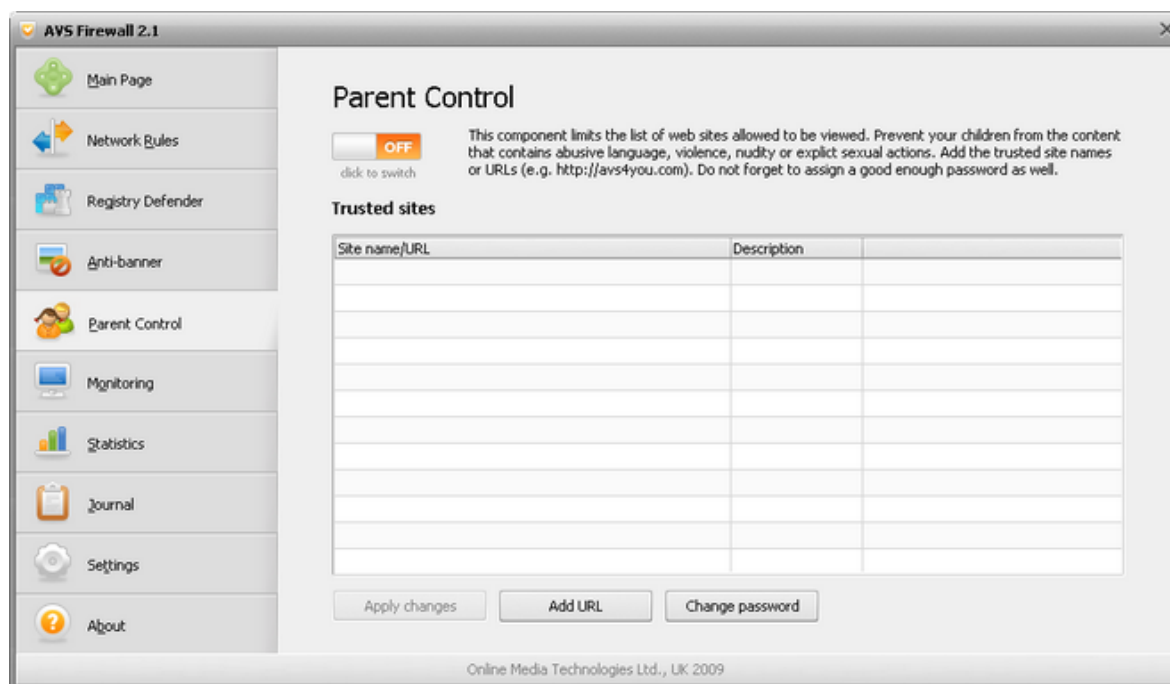 AVS Firewall 2.1
Main Page
Network Rules
Registry Defender
Anti-banner
Parent Control
Monitoring
Statistics
Journal
Settings
About
Parent Control
OFF
click to switch
This component limits the list of web sites allowed to be viewed. Prevent your children from the content
that contains abusive language, violence, nudity or explict sexual actions. Add the trusted site names
or URLs (e.g. http://avs4you.com). Do not forget to assign a good enough password as well.
Trusted sites
Site name/URL Description
Apply changes Add URL Change password
Online Media Technologies Ltd., UK 2009